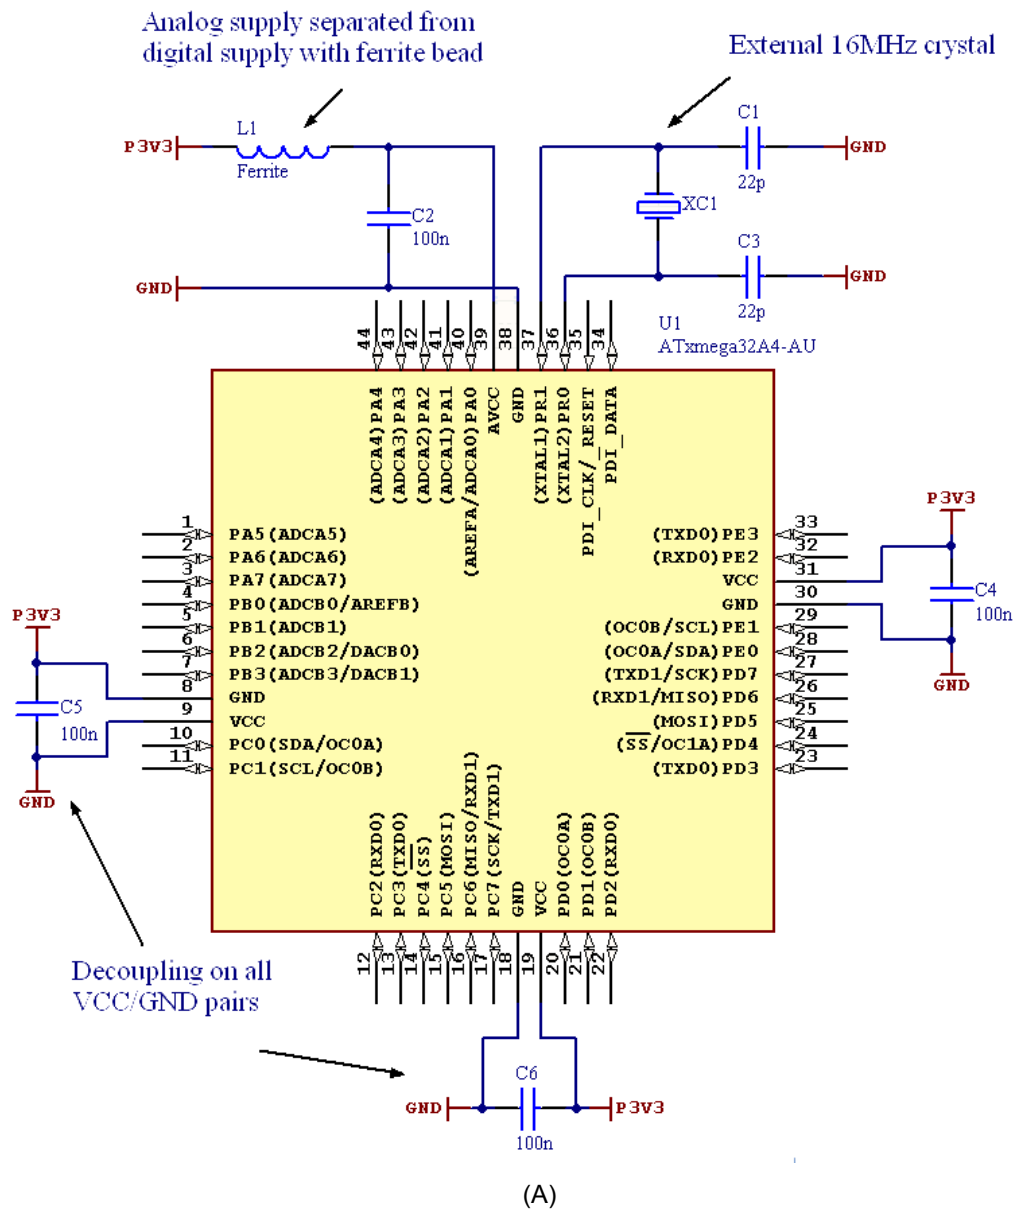 Analog supply separated from
digital supply with ferrite bead
External 16MHz crystal
P3V3
L1
Ferrite
C2
100n
GND
C1
22p
GND
XC1
C3
22p
GND
U1
ATxmega32A4-AU
44
43
42
41
40
39
38
37
36
35
34
(ADCA4)PA4
(ADCA3)PA3
(ADCA2)PA2
(ADCA1)PA1
(AREFA/ADCA0)PA0
AVCC
GND
(XTAL1)PR1
(XTAL2)PR0
PDI_CLK/_RESET
PDI_DATA
1 PA5(ADCA5)
2 PA6(ADCA6)
3 PA7(ADCA7)
4 PB0(ADCB0/AREFB)
5 PB1(ADCB1)
6 PB2(ADCB2/DACB0)
7 PB3(ADCB3/DACB1)
8 GND
9 VCC
10 PC0(SDA/OC0A)
11 PC1(SCL/OC0B)
P3V3
C5
100n
GND
(TXD0)PE3 33
(RXD0)PE2 32
VCC 31
GND 30
(OC0B/SCL)PE1 29
(OC0A/SDA)PE0 28
(TXD1/SCK)PD7 27
(RXD1/MISO)PD6 26
(MOSI)PD5 25
(SS/OC1A)PD4 24
(TXD0)PD3 23
P3V3
C4
100n
GND
PC2(RXD0)
PC3(TXD0)
PC4(SS)
PC5(MOSI)
PC6(MISO/RXD1)
PC7(SCK/TXD1)
GND
VCC
PD0(OC0A)
PD1(OC0B)
PD2(RXD0)
12
13
14
15
16
17
18
19
20
21
22
Decoupling on all
VCC/GND pairs
C6
GND
P3V3
100n
(A)